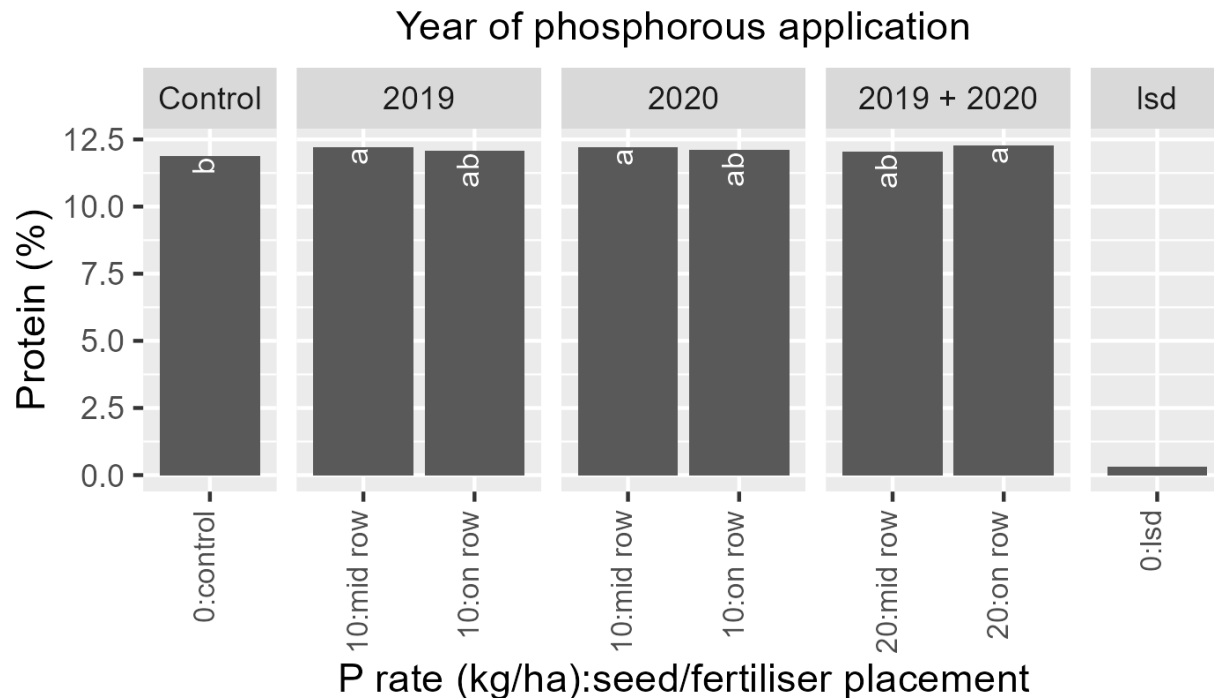 Year of phosphorous application
Control 2019 2020 2019 + 2020 lsd
12.5
10.0
7.5
5.0
2.5
0.0
Protein (%)
b a ab a ab ab a
0:control 10:mid row 10:on row 10:mid row 10:on row 20:mid row 20:on row 0:lsd
P rate (kg/ha):seed/fertiliser placement